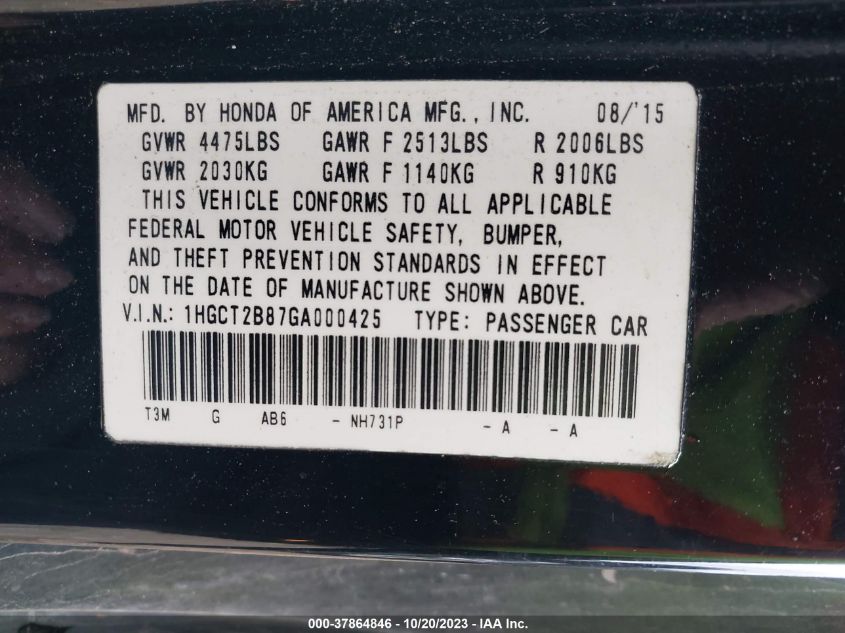 MFD. BY HONDA OF AMERICA MFG., INC. 08/'15
GVWR 4475LBS GAWR F 2513LBS R 2006LBS
GVWR 2030KG GAWR F 1140KG R 910KG
THIS VEHICLE CONFORMS TO ALL APPLICABLE
FEDERAL MOTOR VEHICLE SAFETY, BUMPER,
AND THEFT PREVENTION STANDARDS IN EFFECT
ON THE DATE OF MANUFACTURE SHOWN ABOVE.
V.I.N.: 1HGCT2B87GA000425 TYPE: PASSENGER CAR
T3M G AB6 - NH731P - A - A
000-37864846 - 10/20/2023 - IAA Inc.